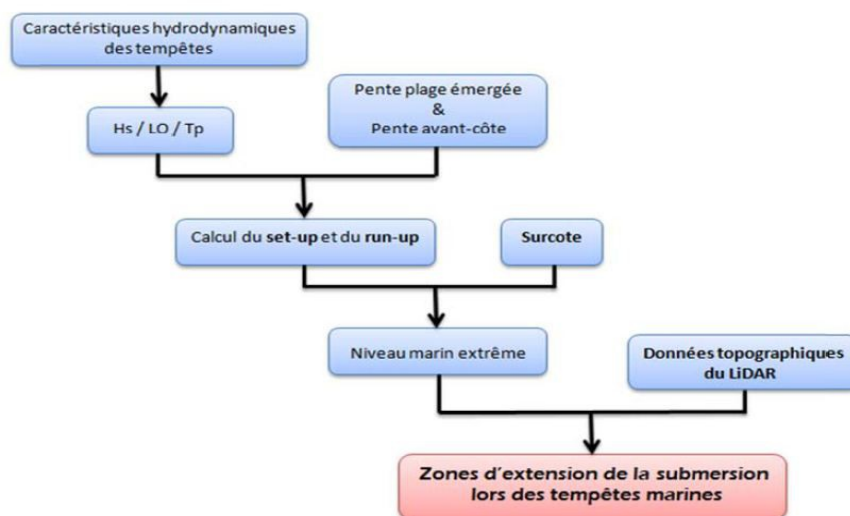 Caractéristiques hydrodynamiques
des tempêtes
Pente plage émergée
&
Pente avant-côte
Hs / LO / Tp
Calcul du set-up et du run-up
Surcote
Niveau marin extrême
Données topographiques
du LiDAR
Zones d'extension de la submersion
lors des tempêtes marines